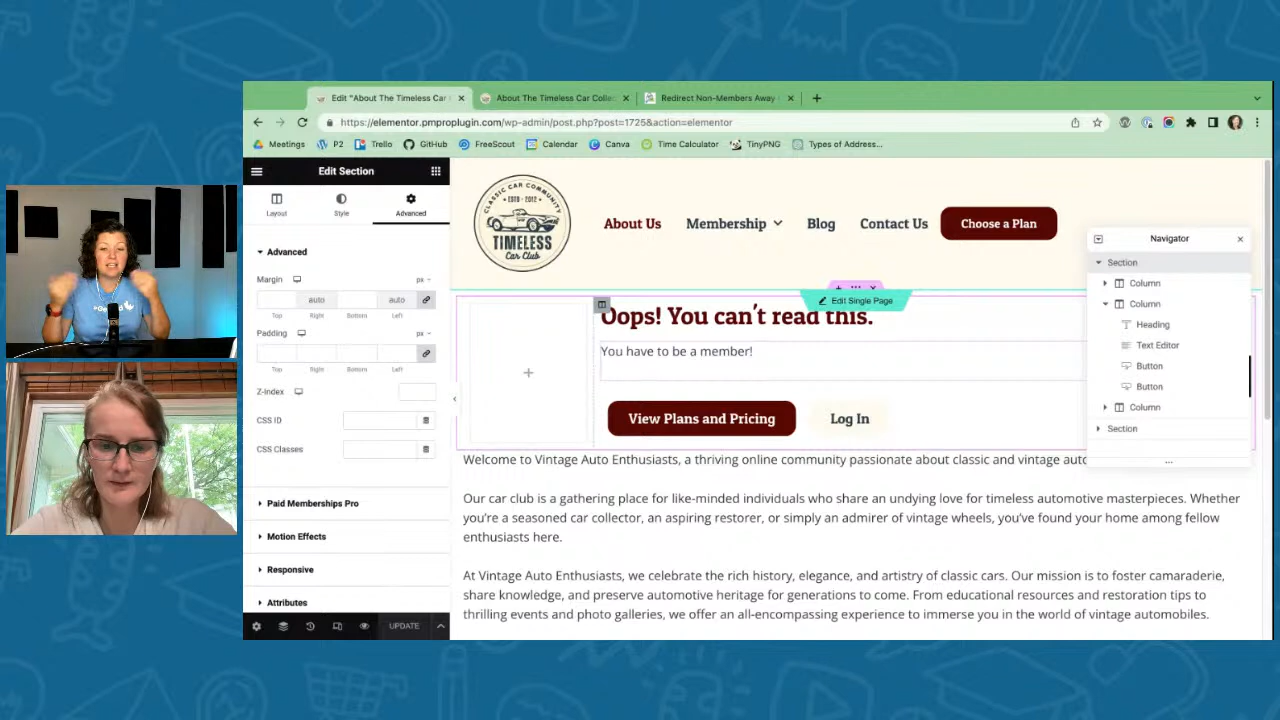 Edit "About The Timeless Car
About The Timeless Car Collec
Redirect Non-Members Away
https://elementor.pmproplugin.com/wp-admin/post.php?post=1725&action=elementor
Meetings
P2
Trello
GitHub
FreeScout
Calendar
Canva
Time Calculator
TinyPNG
Types of Address...
Edit Section
Layout
Style
Advanced
Advanced
Margin
px
auto
auto
Top
Right
Bottom
Left
Padding
px
Top
Right
Bottom
Left
Z-Index
CSS ID
CSS Classes
Paid Memberships Pro
Motion Effects
Responsive
Attributes
UPDATE
CLASSIC CAR COMMUNITY
ESTD • 2012
TIMELESS
Car Club
About Us
Membership
Blog
Contact Us
Choose a Plan
Edit Single Page
Oops! You can't read this.
You have to be a member!
View Plans and Pricing
Log In
Welcome to Vintage Auto Enthusiasts, a thriving online community passionate about classic and vintage auto
Our car club is a gathering place for like-minded individuals who share an undying love for timeless automotive masterpieces. Whether
you're a seasoned car collector, an aspiring restorer, or simply an admirer of vintage wheels, you've found your home among fellow
enthusiasts here.
At Vintage Auto Enthusiasts, we celebrate the rich history, elegance, and artistry of classic cars. Our mission is to foster camaraderie,
share knowledge, and preserve automotive heritage for generations to come. From educational resources and restoration tips to
thrilling events and photo galleries, we offer an all-encompassing experience to immerse you in the world of vintage automobiles.
Navigator
Section
Column
Column
Heading
Text Editor
Button
Button
Column
Section